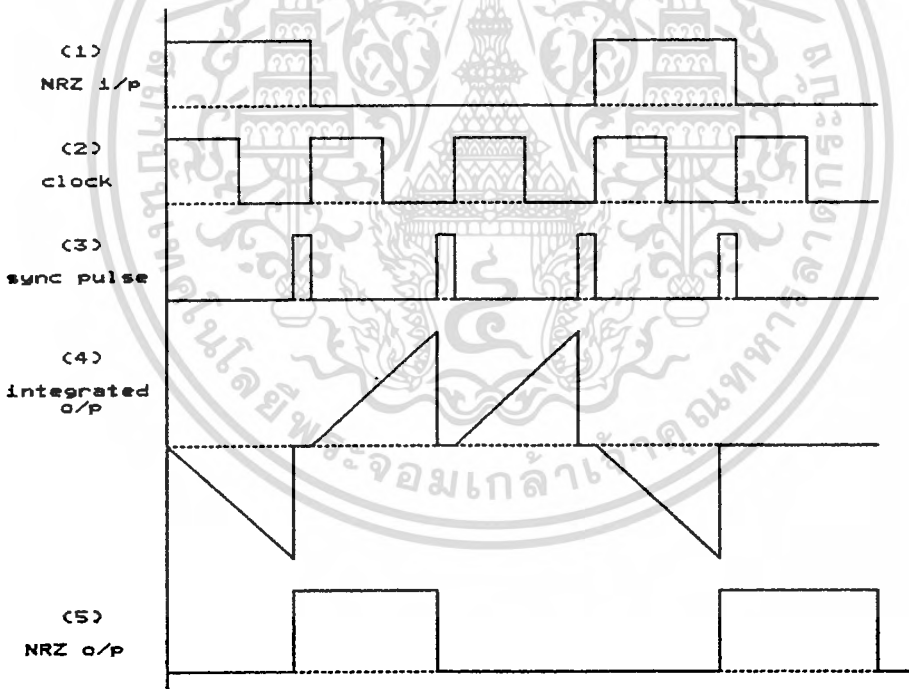 (1)
NRZ i/p
(2)
clock
(3)
sync pulse
(4)
integrated
o/p
(5)
NRZ o/p